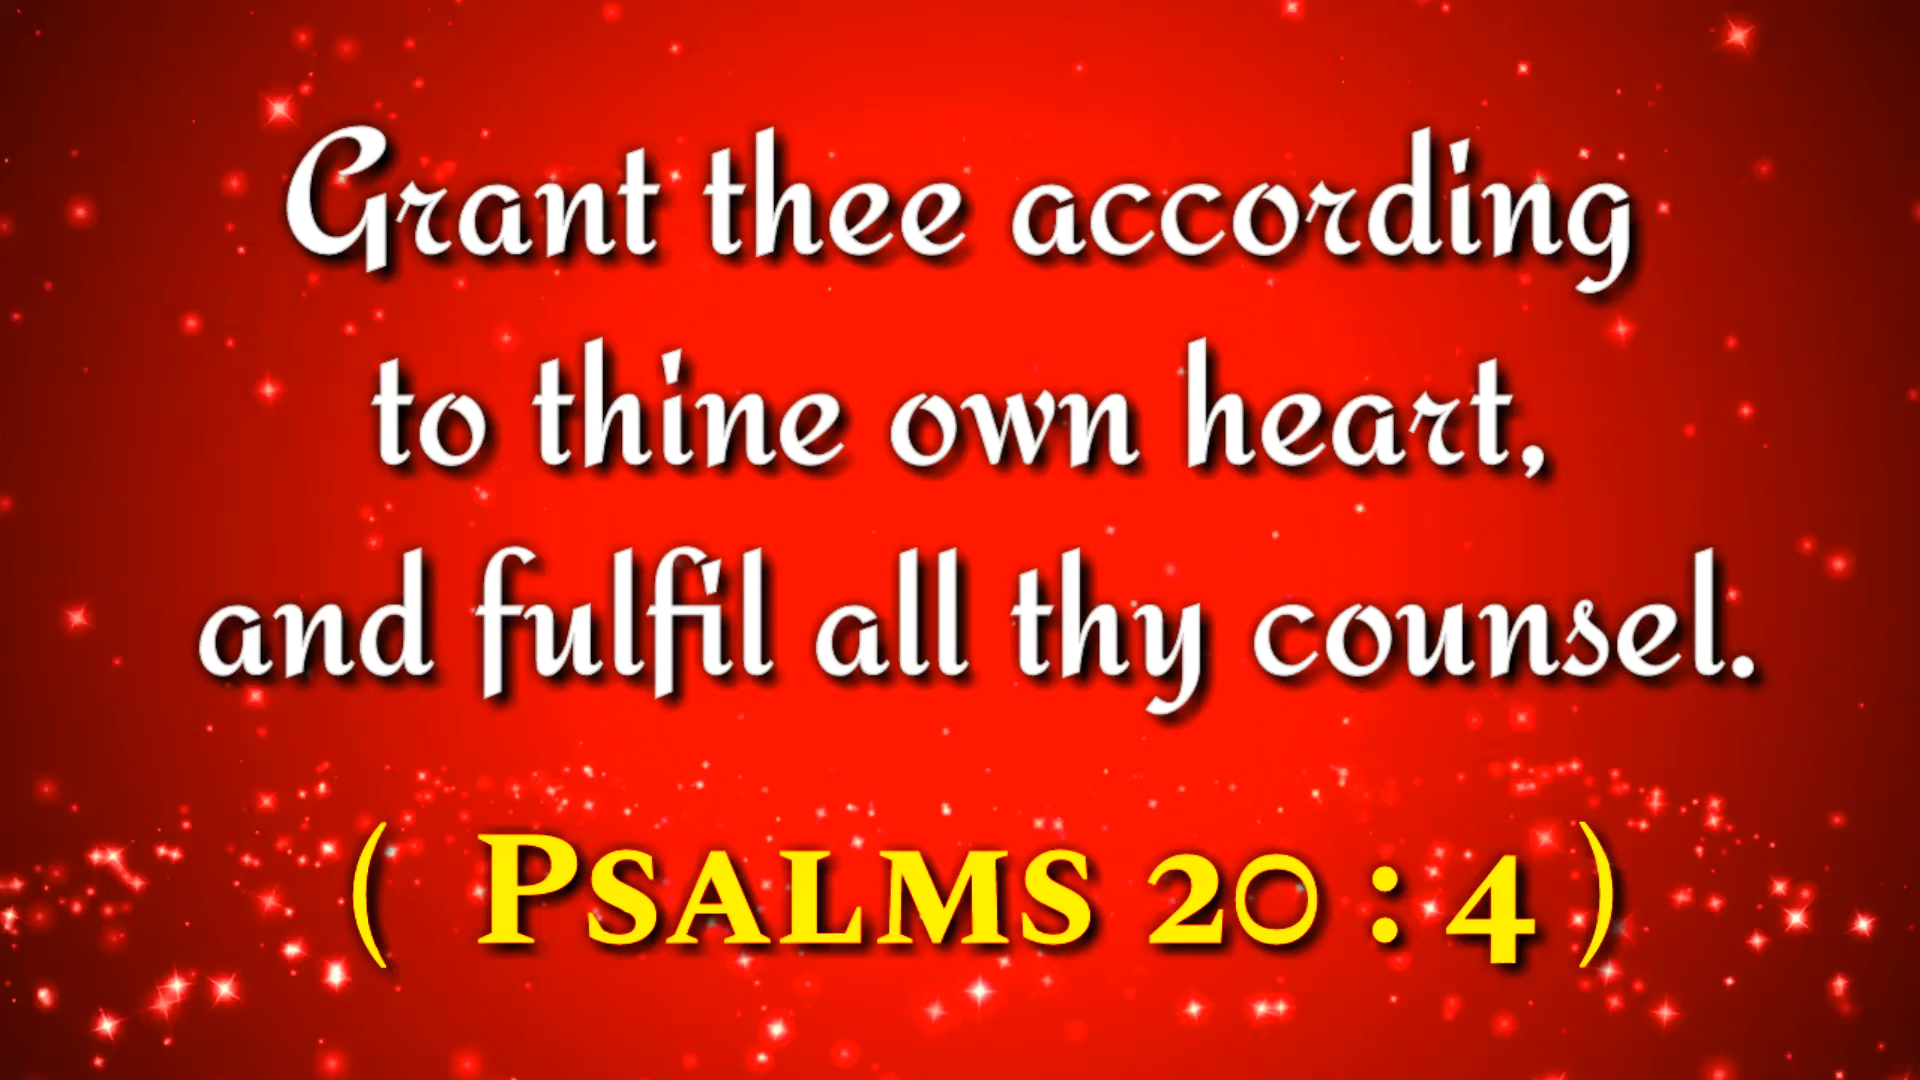 Grant thee according
to thine own heart,
and fulfil all thy counsel.
( Psalms 20 : 4 )